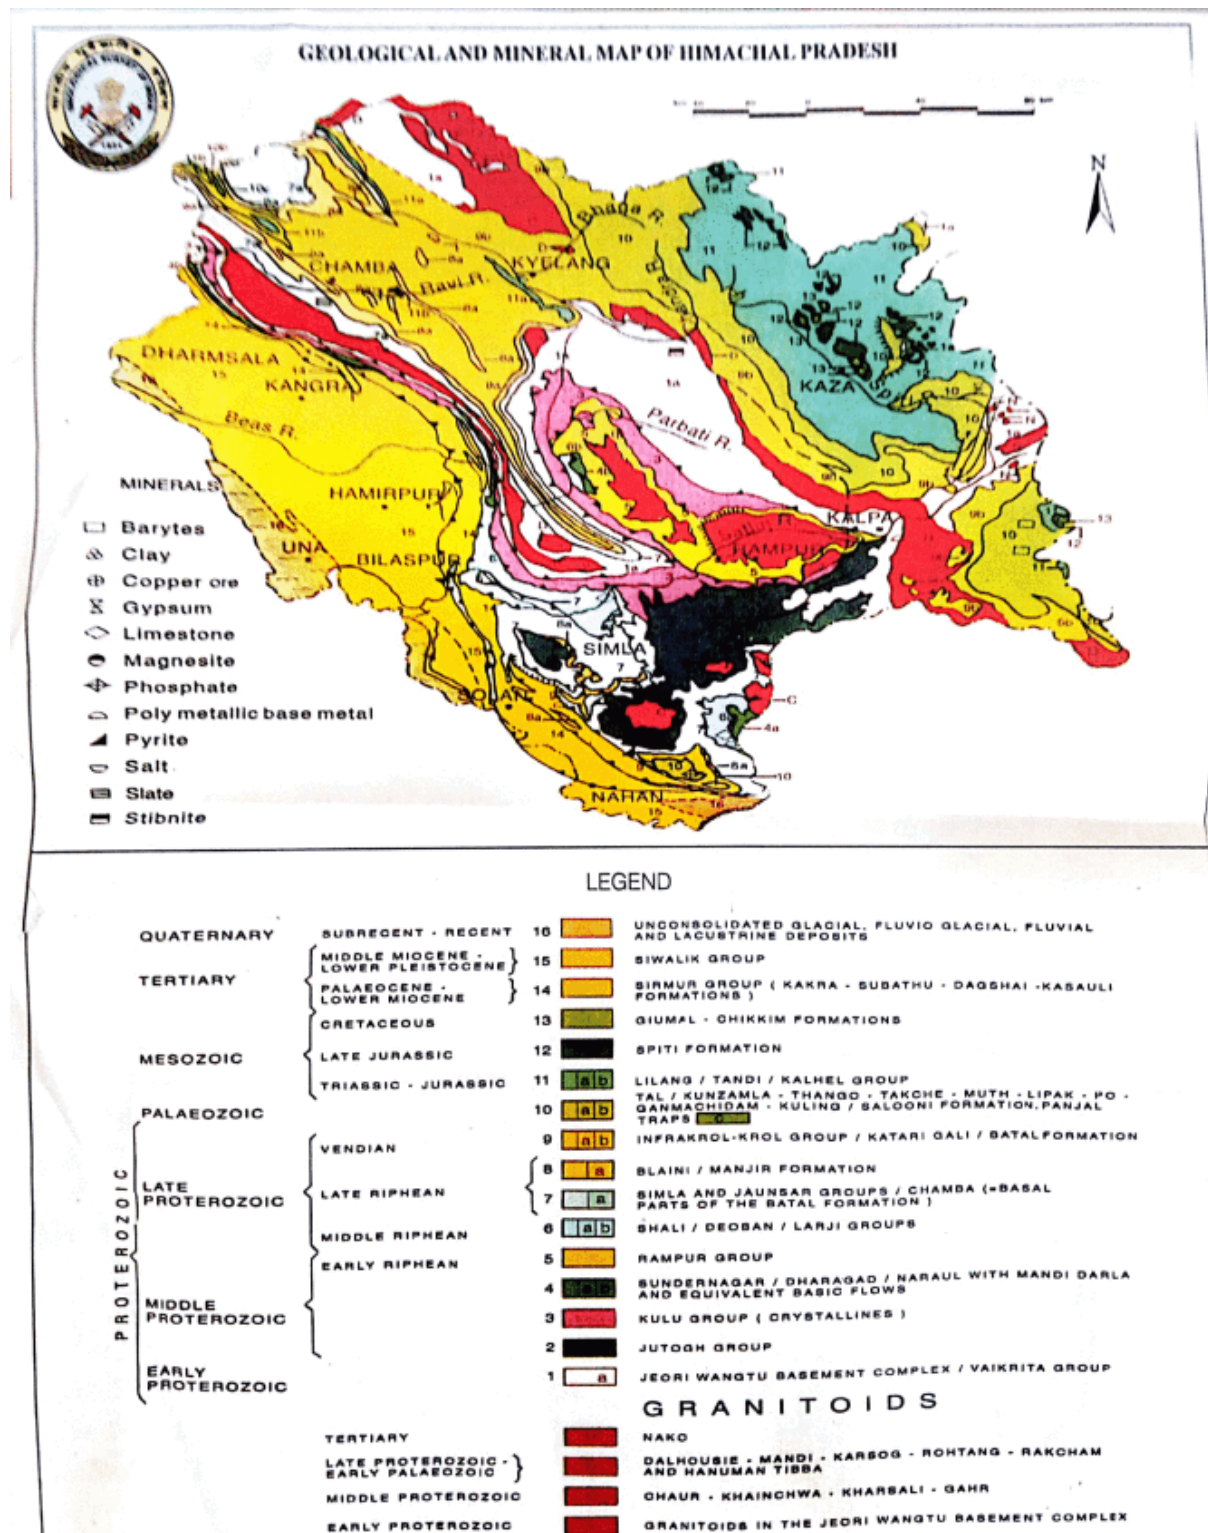 GEOLOGICAL AND MINERAL MAP OF HIMACHAL PRADESH
N
CHAMBA
Ravi R.
KYELANG
Bhaga R.
DHARMSALA
KANGRA
Beas R.
KAZA
Parbati R.
HAMIRPUR
UNA
BILASPUR
KALPA
RAMPUR
SIMLA
SOLAN
NAHAN
MINERALS
Barytes
Clay
Copper ore
Gypsum
Limestone
Magnesite
Phosphate
Poly metallic base metal
Pyrite
Salt
Slate
Stibnite
LEGEND
QUATERNARY SUBRECENT - RECENT 16 UNCONSOLIDATED GLACIAL, FLUVIO GLACIAL, FLUVIAL
AND LACUSTRINE DEPOSITS
TERTIARY MIDDLE MIOCENE -
LOWER PLEISTOCENE 15 SIWALIK GROUP
PALAEOCENE -
LOWER MIOCENE 14 SIRMUR GROUP ( KAKRA - SUBATHU - DAGSHAI -KASAULI
FORMATIONS )
CRETACEOUS 13 GIUMAL - CHIKKIM FORMATIONS
MESOZOIC LATE JURASSIC 12 SPITI FORMATION
TRIASSIC - JURASSIC 11 a b LILANG / TANDI / KALHEL GROUP
PALAEOZOIC 10 a b TAL / KUNZAMLA - THANGO - TAKCHE - MUTH - LIPAK - PO -
GANMACHIDAM - KULING / SALOONI FORMATION, PANJAL
TRAPS C
PROTEROZOIC
VENDIAN 9 a b INFRAKROL-KROL GROUP / KATARI GALI / BATAL FORMATION
8 a BLAINI / MANJIR FORMATION
LATE
PROTEROZOIC LATE RIPHEAN 7 a SIMLA AND JAUNSAR GROUPS / CHAMBA (=BASAL
PARTS OF THE BATAL FORMATION )
MIDDLE RIPHEAN 6 a b SHALI / DEOBAN / LARJI GROUPS
EARLY RIPHEAN 5 RAMPUR GROUP
4 a b SUNDERNAGAR / DHARAGAD / NARAUL WITH MANDI DARLA
AND EQUIVALENT BASIC FLOWS
MIDDLE
PROTEROZOIC 3 KULU GROUP ( CRYSTALLINES )
2 JUTOGH GROUP
EARLY
PROTEROZOIC 1 a JEORI WANGTU BASEMENT COMPLEX / VAIKRITA GROUP
GRANITOIDS
TERTIARY NAKO
LATE PROTEROZOIC -
EARLY PALAEOZOIC DALHOUSIE - MANDI - KARSOG - ROHTANG - RAKCHAM
AND HANUMAN TIBBA
MIDDLE PROTEROZOIC CHAUR - KHAINCHWA - KHARSALI - GAHR
EARLY PROTEROZOIC GRANITOIDS IN THE JEORI WANGTU BASEMENT COMPLEX